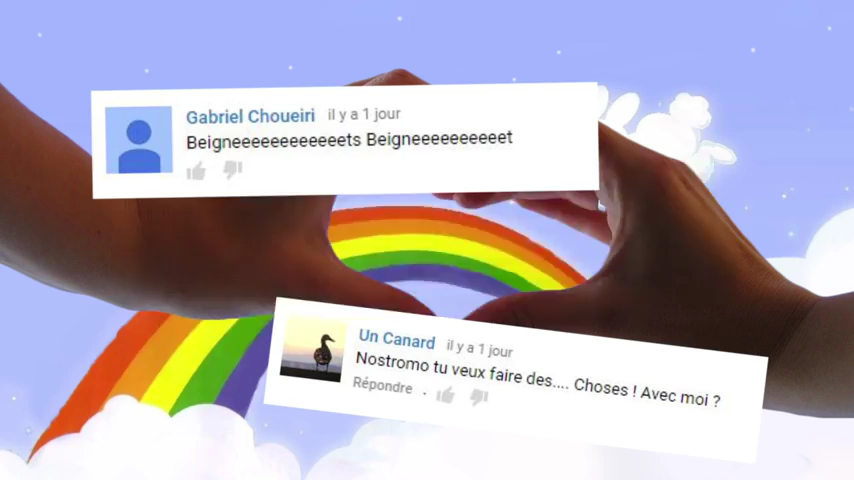 Gabriel Choueiri il y a 1 jour
Beigneeeeeeeeeeeets Beigneeeeeeeeeet
Un Canard il y a 1 jour
Nostromo tu veux faire des.... Choses ! Avec moi ?
Répondre .